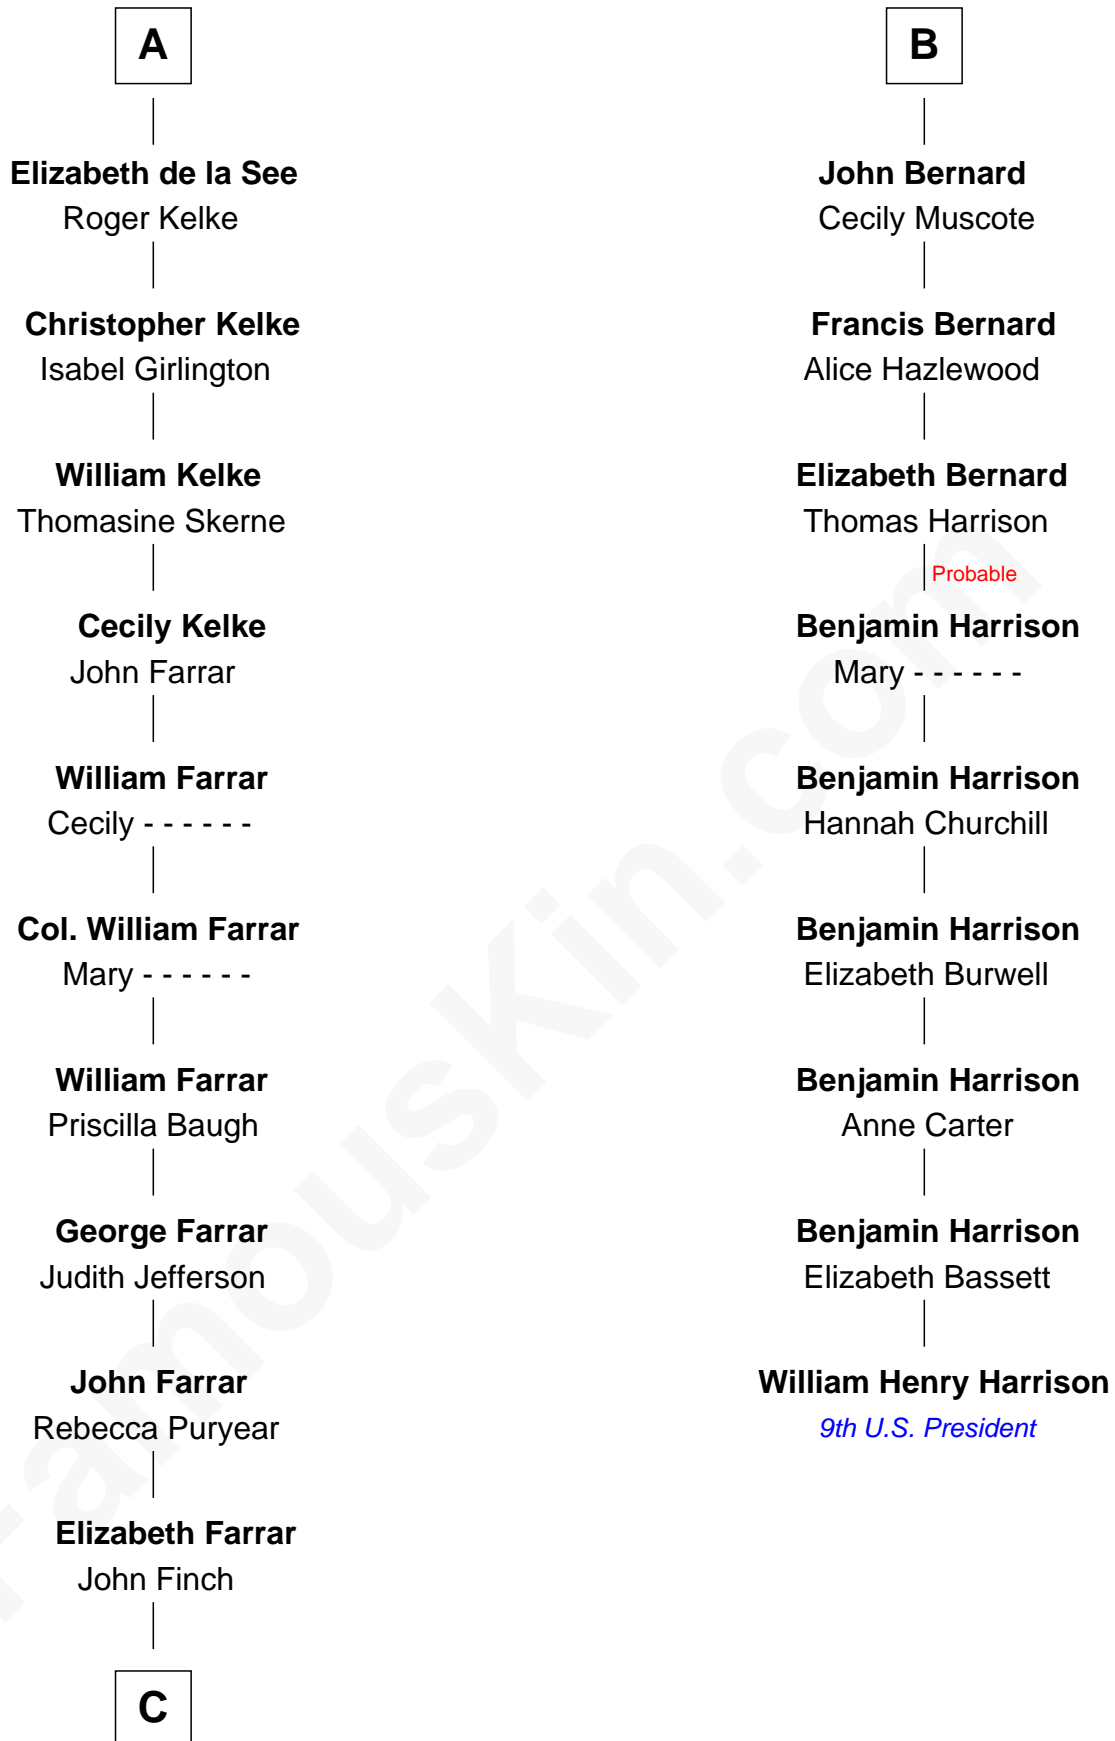 A
Elizabeth de la See
Roger Kelke
Christopher Kelke
Isabel Girlington
William Kelke
Thomasine Skerne
Cecily Kelke
John Farrar
William Farrar
Cecily - - - - - -
Col. William Farrar
Mary - - - - - -
William Farrar
Priscilla Baugh
George Farrar
Judith Jefferson
John Farrar
Rebecca Puryear
Elizabeth Farrar
John Finch
C
B
John Bernard
Cecily Muscote
Francis Bernard
Alice Hazlewood
Elizabeth Bernard
Thomas Harrison
Probable
Benjamin Harrison
Mary - - - - - -
Benjamin Harrison
Hannah Churchill
Benjamin Harrison
Elizabeth Burwell
Benjamin Harrison
Anne Carter
Benjamin Harrison
Elizabeth Bassett
William Henry Harrison
9th U.S. President
FamousKin.com